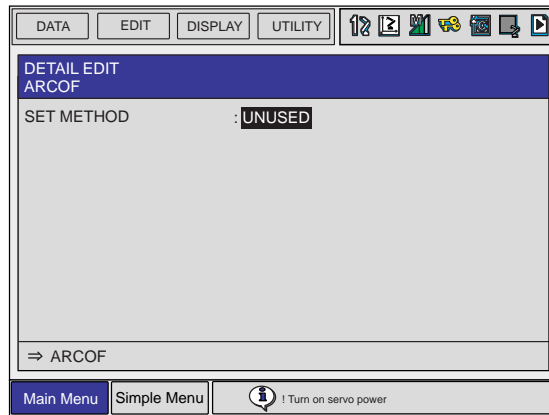 DATA EDIT DISPLAY UTILITY
DETAIL EDIT
ARCOF
SET METHOD : UNUSED
⇒ ARCOF
Main Menu Simple Menu ! Turn on servo power